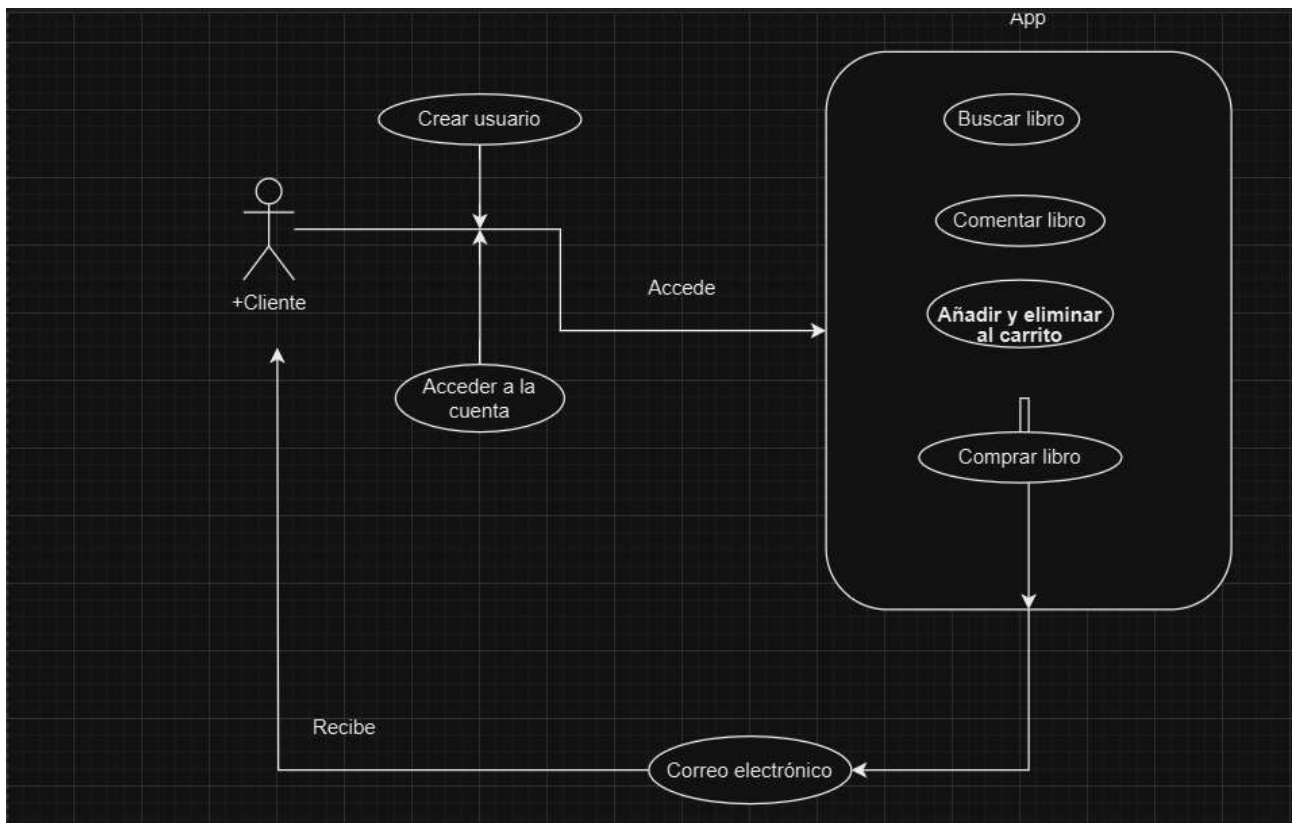 App
Crear usuario
Buscar libro
Comentar libro
+Cliente
Accede
Añadir y eliminar
al carrito
Acceder a la
cuenta
Comprar libro
Recibe
Correo electrónico